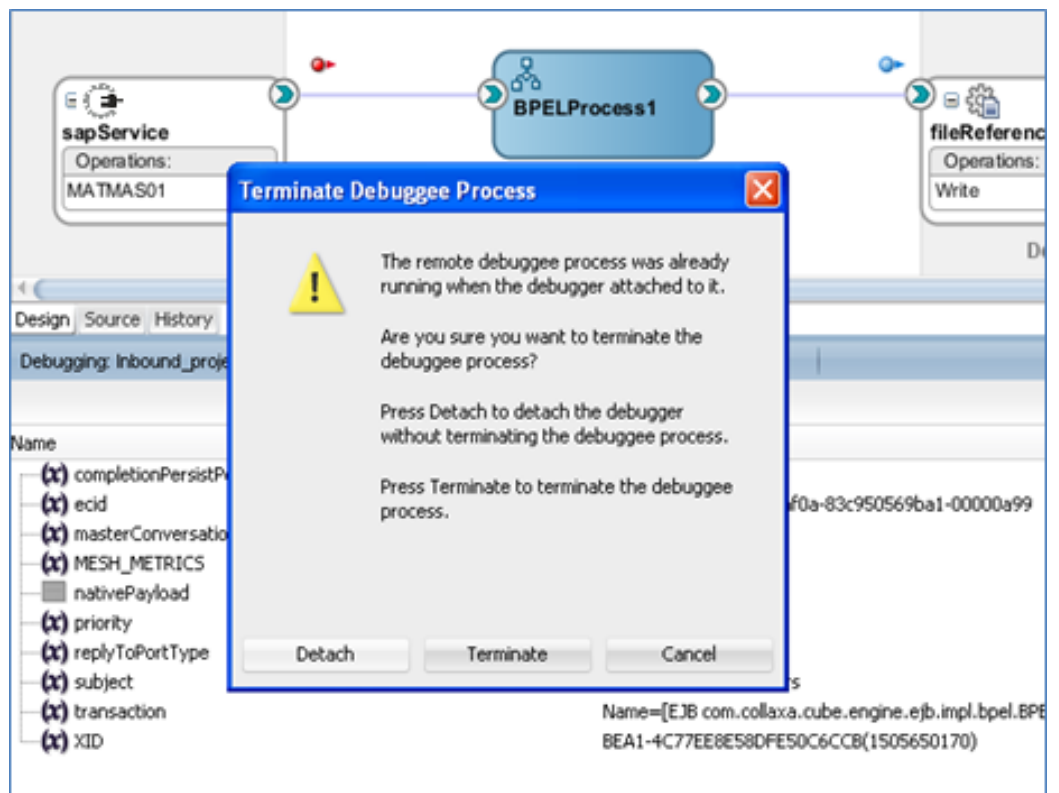 BPELProcess1
sapService
Operations:
MATMAS01
fileReferenc
Operations:
Write
Terminate Debuggee Process
The remote debuggee process was already
running when the debugger attached to it.
Are you sure you want to terminate the
debuggee process?
Press Detach to detach the debugger
without terminating the debuggee process.
Press Terminate to terminate the debuggee
process.
Detach
Terminate
Cancel
De
Design Source History
Debugging: Inbound_proje
Name
(x) completionPersistPo
(x) ecid f0a-83c950569ba1-00000a99
(x) masterConversatio
(x) MESH_METRICS
nativePayload
(x) priority
(x) replyToPortType
(x) subject rs
(x) transaction Name=[EJB com.collaxa.cube.engine.ejb.impl.bpel.BPE
(x) XID BEA1-4C77EE8E58DFE50C6CCB(1505650170)